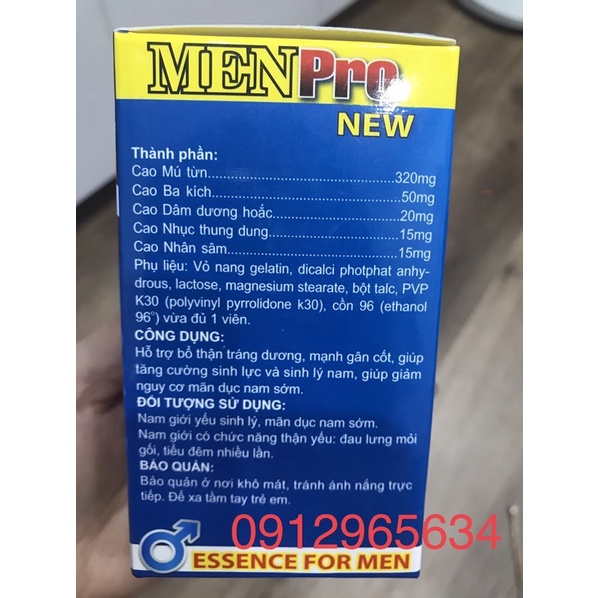 MENPro
NEW
Thành phần:
Cao Mú từn..............................................320mg
Cao Ba kích..............................................50mg
Cao Dâm dương hoắc..............................20mg
Cao Nhục thung dung..............................15mg
Cao Nhân sâm..........................................15mg
Phụ liệu: Vỏ nang gelatin, dicalci photphat anhy-
drous, lactose, magnesium stearate, bột talc, PVP
K30 (polyvinyl pyrrolidone k30), cồn 96 (ethanol
96°) vừa đủ 1 viên.
CÔNG DỤNG:
Hỗ trợ bổ thận tráng dương, mạnh gân cốt, giúp
tăng cường sinh lực và sinh lý nam, giúp giảm
nguy cơ mãn dục nam sớm.
ĐỐI TƯỢNG SỬ DỤNG:
Nam giới yếu sinh lý, mãn dục nam sớm.
Nam giới có chức năng thận yếu: đau lưng mỏi
gối, tiểu đêm nhiều lần.
BẢO QUẢN:
Bảo quản ở nơi khô mát, tránh ánh nắng trực
tiếp. Để xa tầm tay trẻ em.
0912965634
ESSENCE FOR MEN